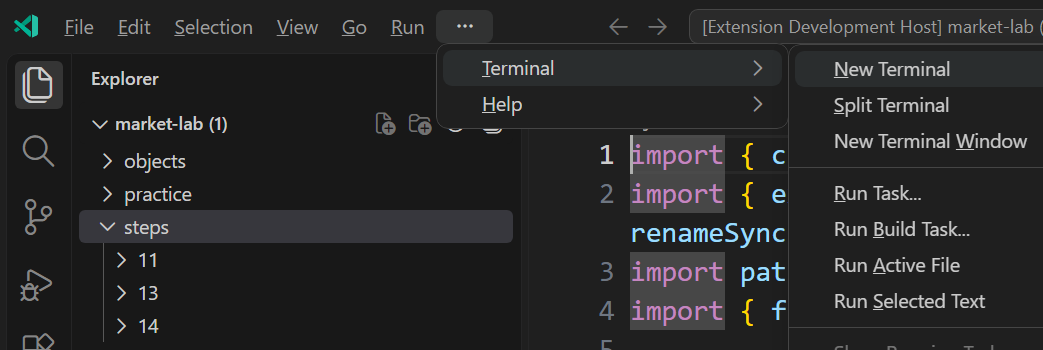 File Edit Selection View Go Run ···
[Extension Development Host] market-lab (
Explorer
market-lab (1)
objects
practice
steps
11
13
14
Terminal
Help
New Terminal
Split Terminal
New Terminal Window
Run Task...
Run Build Task...
Run Active File
Run Selected Text
1 import { c
2 import { e
renameSync
3 import pat
4 import { f
5